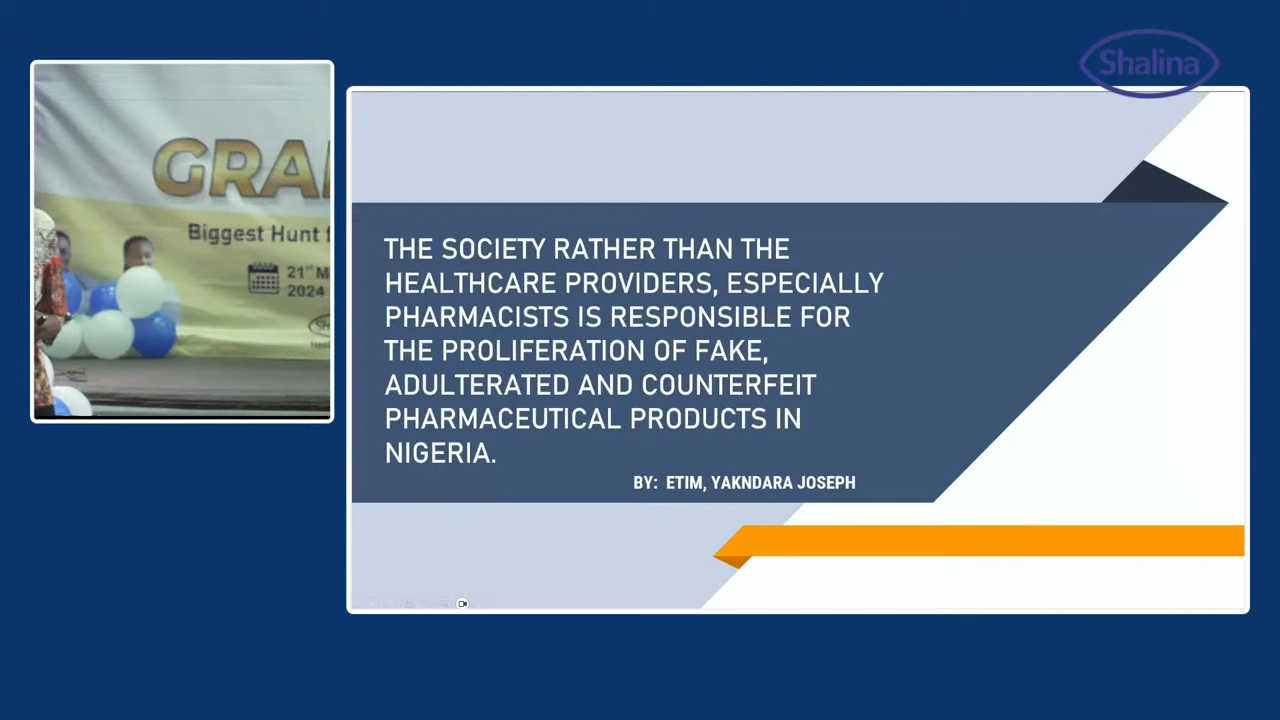 Shalina
GRA
Biggest Hunt f
21st M
2024
THE SOCIETY RATHER THAN THE
HEALTHCARE PROVIDERS, ESPECIALLY
PHARMACISTS IS RESPONSIBLE FOR
THE PROLIFERATION OF FAKE,
ADULTERATED AND COUNTERFEIT
PHARMACEUTICAL PRODUCTS IN
NIGERIA.
BY: ETIM, YAKNDARA JOSEPH